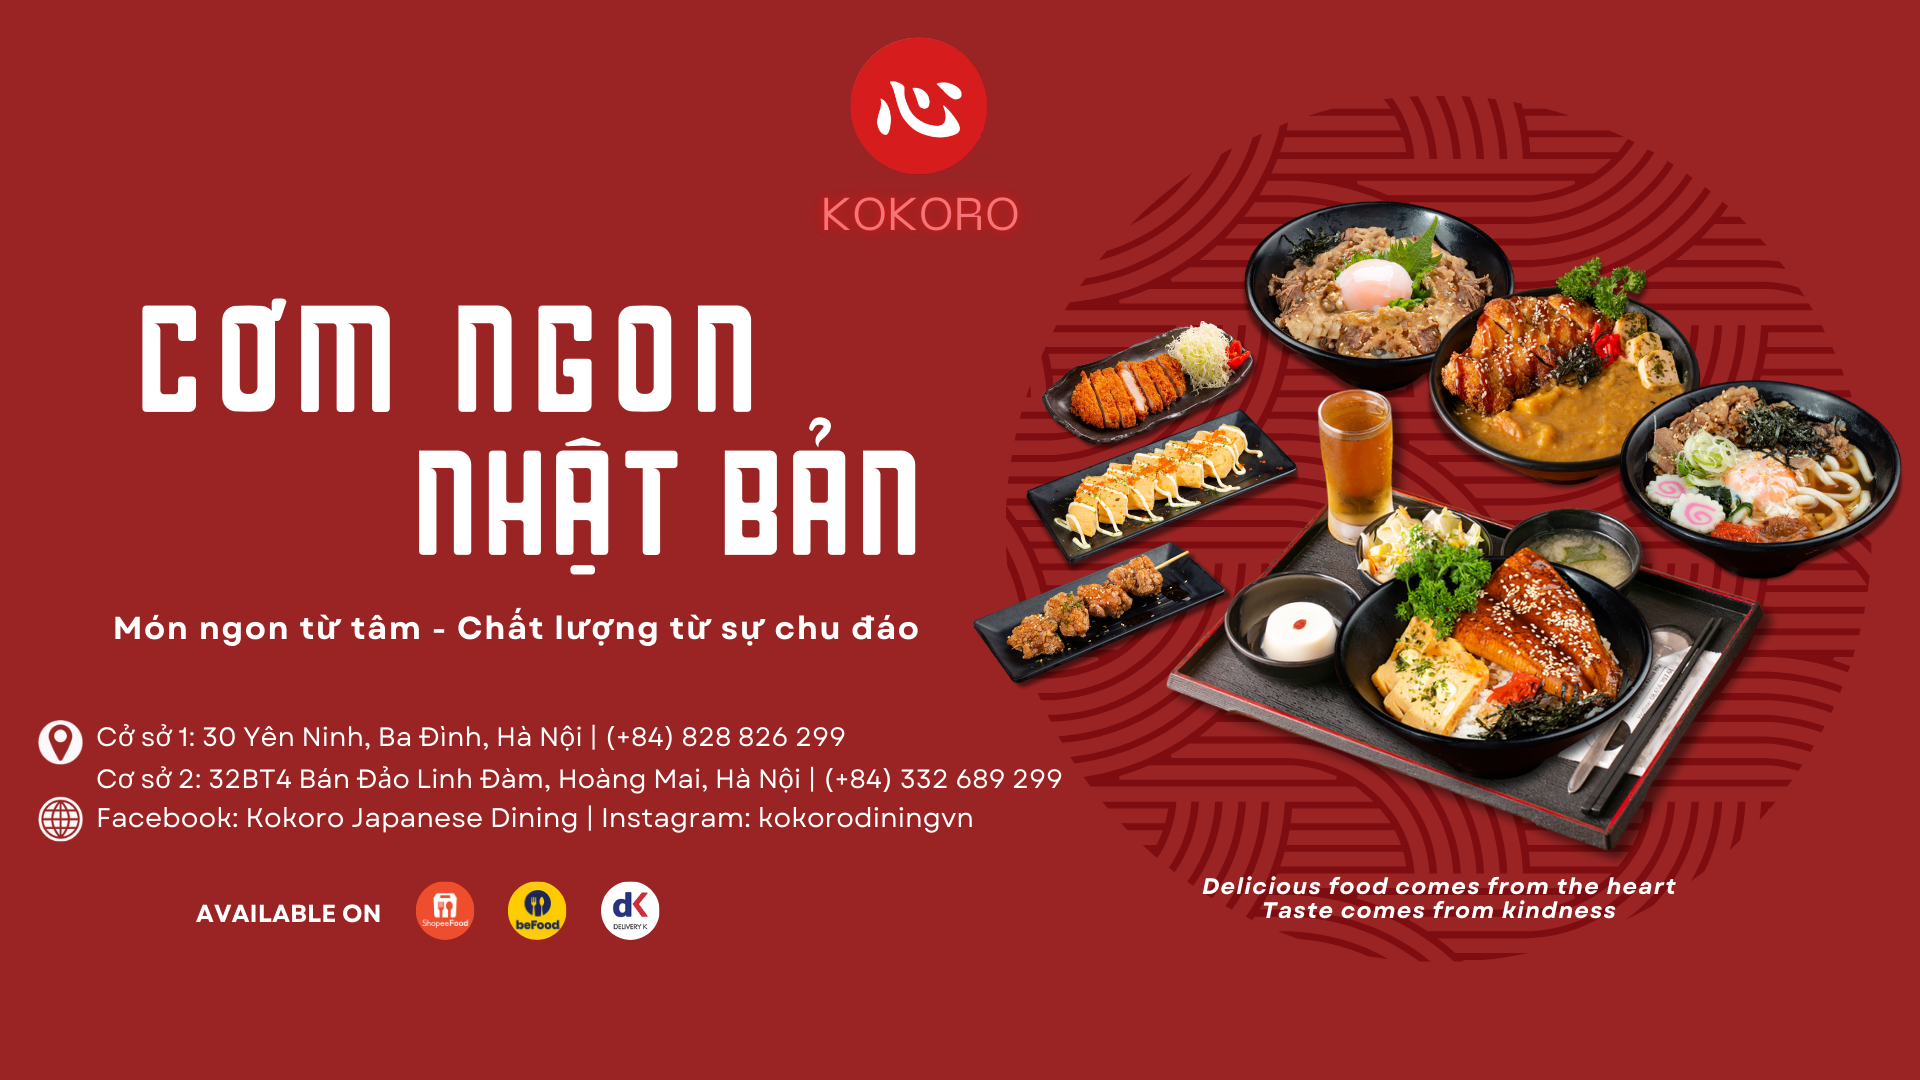 心
KOKORO
CƠM NGON
NHẬT BẢN
Món ngon từ tâm - Chất lượng từ sự chu đáo
Cở sở 1: 30 Yên Ninh, Ba Đình, Hà Nội | (+84) 828 826 299
Cơ sở 2: 32BT4 Bán Đảo Linh Đàm, Hoàng Mai, Hà Nội | (+84) 332 689 299
Facebook: Kokoro Japanese Dining | Instagram: kokorodiningvn
AVAILABLE ON
ShopeeFood
beFood
dK
DELIVERY K
Delicious food comes from the heart
Taste comes from kindness